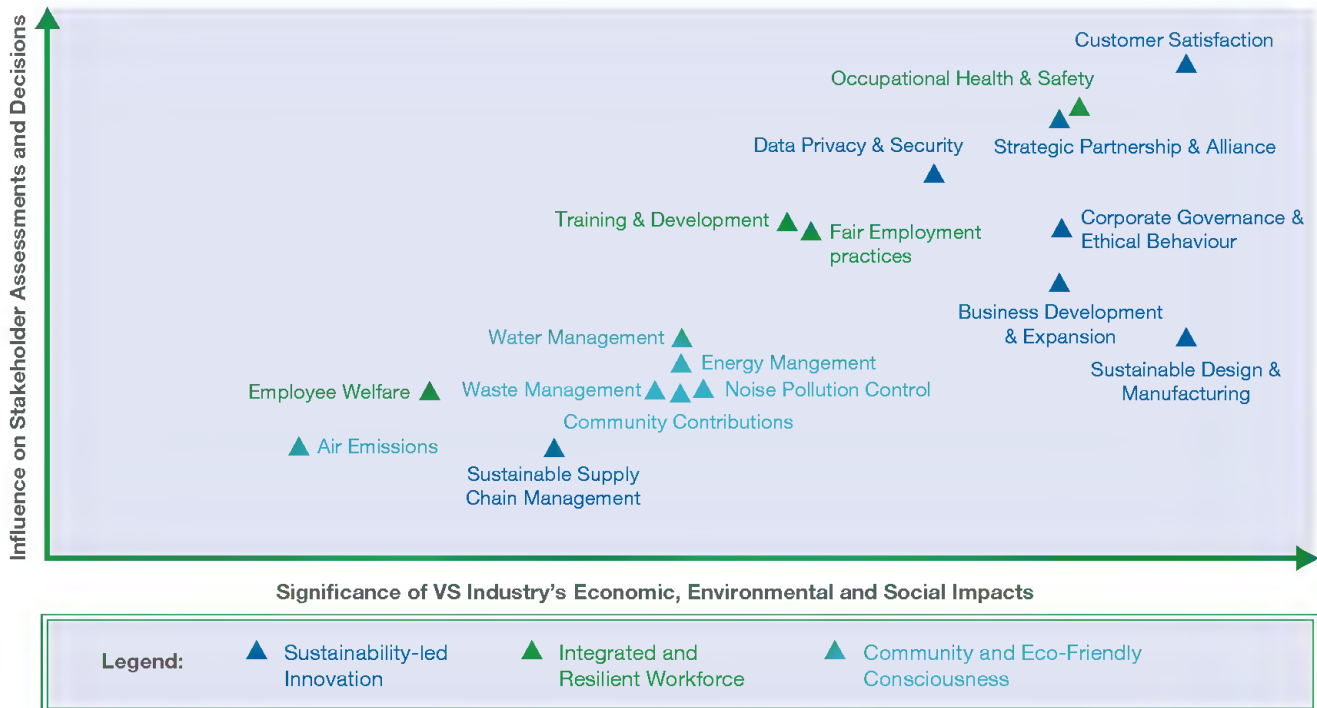 Influence on Stakeholder Assessments and Decisions
Customer Satisfaction
Occupational Health & Safety
Strategic Partnership & Alliance
Data Privacy & Security
Training & Development
Fair Employment
practices
Corporate Governance &
Ethical Behaviour
Business Development
& Expansion
Sustainable Design &
Manufacturing
Water Management
Energy Mangement
Employee Welfare
Waste Management
Noise Pollution Control
Community Contributions
Air Emissions
Sustainable Supply
Chain Management
Significance of VS Industry's Economic, Environmental and Social Impacts
Legend:
Sustainability-led
Innovation
Integrated and
Resilient Workforce
Community and Eco-Friendly
Consciousness